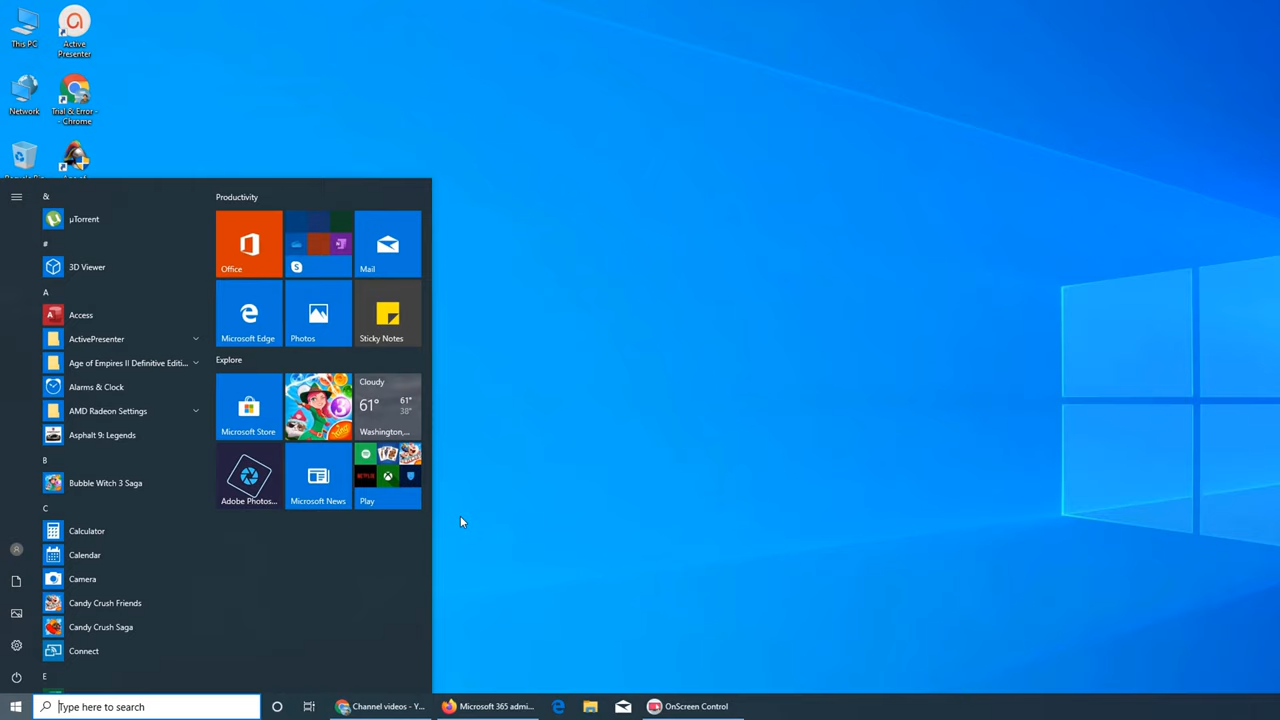 This PC
Active
Presenter
Network
Trial & Error -
- Chrome
&
µTorrent
#
3D Viewer
A
Access
ActivePresenter
Age of Empires II Definitive Editi...
Alarms & Clock
AMD Radeon Settings
Asphalt 9: Legends
B
Bubble Witch 3 Saga
C
Calculator
Calendar
Camera
Candy Crush Friends
Candy Crush Saga
Connect
E
Productivity
Office
Mail
Microsoft Edge
Photos
Sticky Notes
Explore
Microsoft Store
Cloudy
61°
61°
38°
Washington,...
Adobe Photos...
Microsoft News
NETFLIX
Play
Type here to search
Channel videos - Y...
Microsoft 365 admi...
OnScreen Control